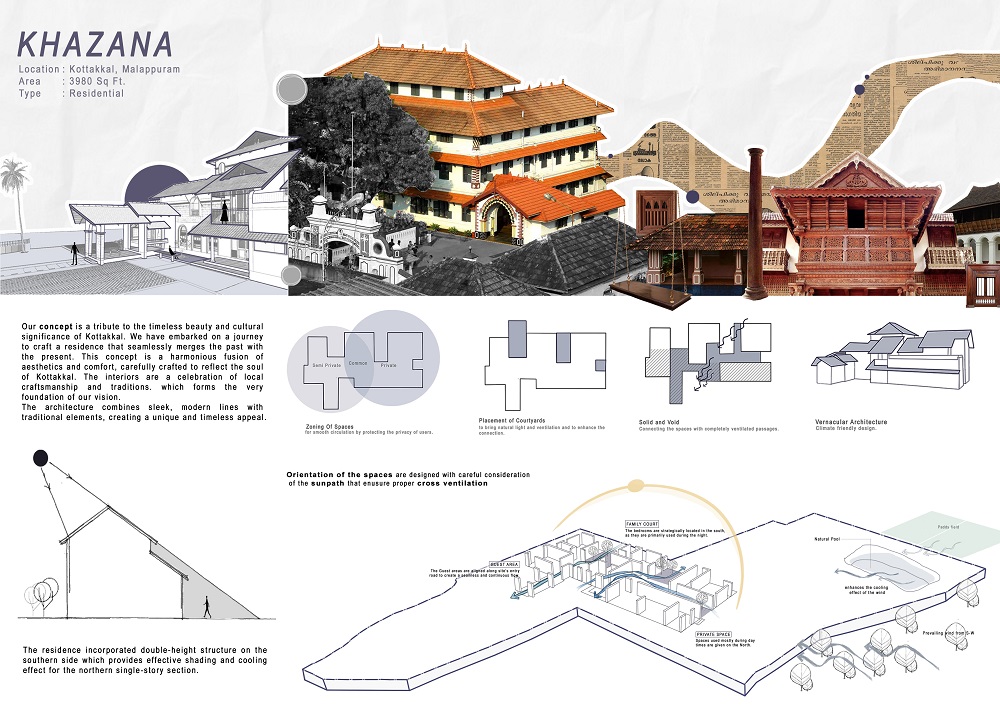 KHAZANA
Location : Kottakkal, Malappuram
Area : 3980 Sq Ft.
Type : Residential
Our concept is a tribute to the timeless beauty and cultural
significance of Kottakkal. We have embarked on a journey
to craft a residence that seamlessly merges the past with
the present. This concept is a harmonious fusion of
aesthetics and comfort, carefully crafted to reflect the soul
of Kottakkal. The interiors are a celebration of local
craftsmanship and traditions. which forms the very
foundation of our vision.
The architecture combines sleek, modern lines with
traditional elements, creating a unique and timeless appeal.
Semi Private
Common
Private
Zoning Of Spaces
for smooth circulation by protecting the privacy of users.
Placement of Courtyards
to bring natural light and ventilation and to enhance the
connection.
Solid and Void
Connecting the spaces with completely ventilated passages.
Vernacular Architecture
Climate friendly design.
Orientation of the spaces are designed with careful consideration
of the sunpath that enusure proper cross ventilation
FAMILY COURT
The bedrooms are strategically located in the south,
as they are primarily used during the night.
GUEST AREA
The Guest areas are aligned along site's entry
road to create a seamless and continuous flow.
PRIVATE SPACE
Spaces used mostly during day
times are given on the North.
Natural Pool
Paddy field
enhances the cooling
effect of the wind
Prevailing wind from S-W
The residence incorporated double-height structure on the
southern side which provides effective shading and cooling
effect for the northern single-story section.